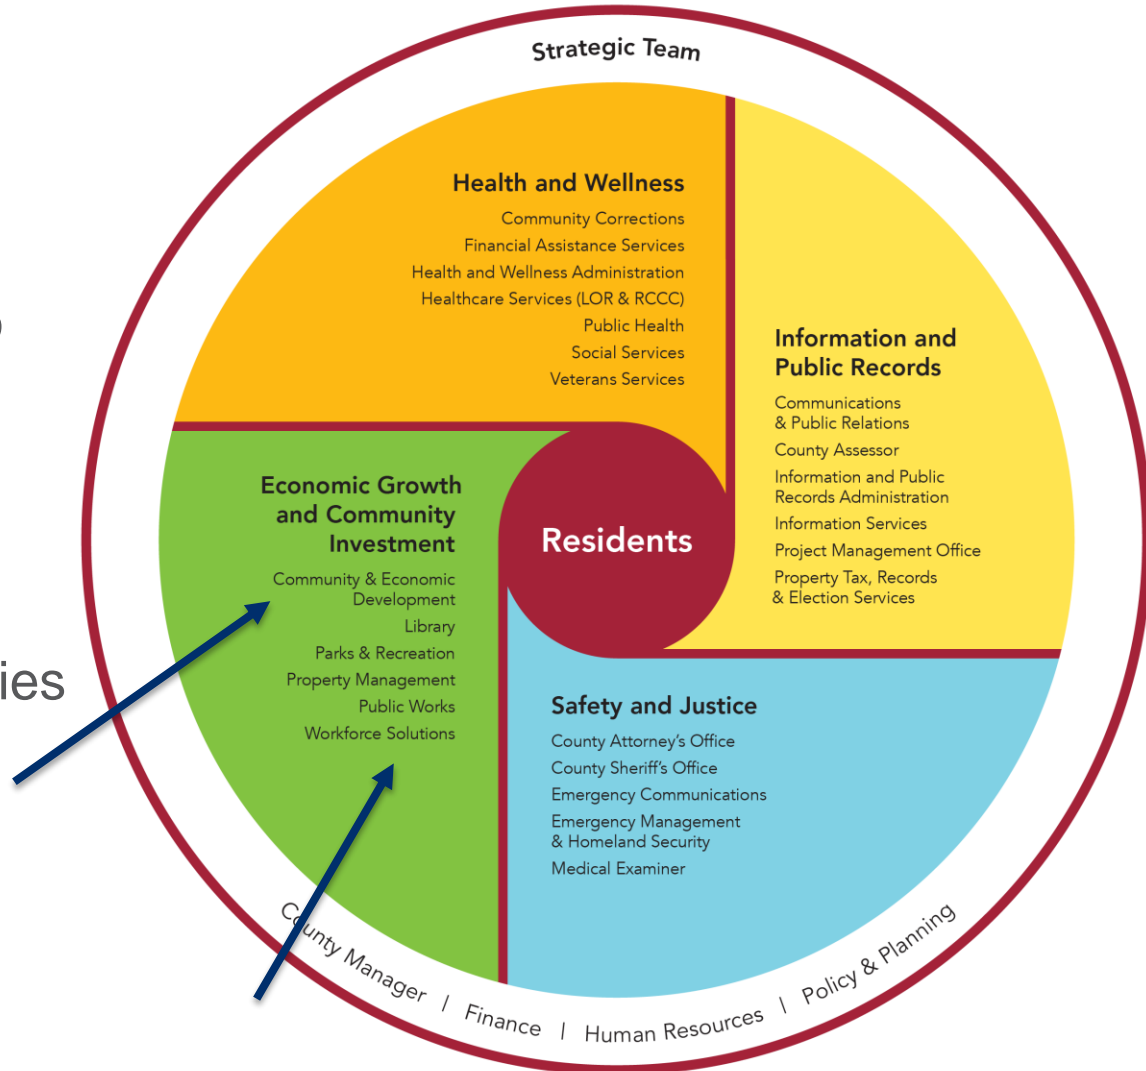 Strategic Team
Health and Wellness
Community Corrections
Financial Assistance Services
Health and Wellness Administration
Healthcare Services (LOR & RCCC)
Public Health
Social Services
Veterans Services
Information and
Public Records
Communications
& Public Relations
County Assessor
Information and Public
Records Administration
Information Services
Project Management Office
Property Tax, Records
& Election Services
Economic Growth
and Community
Investment
Community & Economic
Development
Library
Parks & Recreation
Property Management
Public Works
Workforce Solutions
Residents
Safety and Justice
County Attorney's Office
County Sheriff's Office
Emergency Communications
Emergency Management
& Homeland Security
Medical Examiner
ies
County Manager | Finance | Human Resources | Policy & Planning